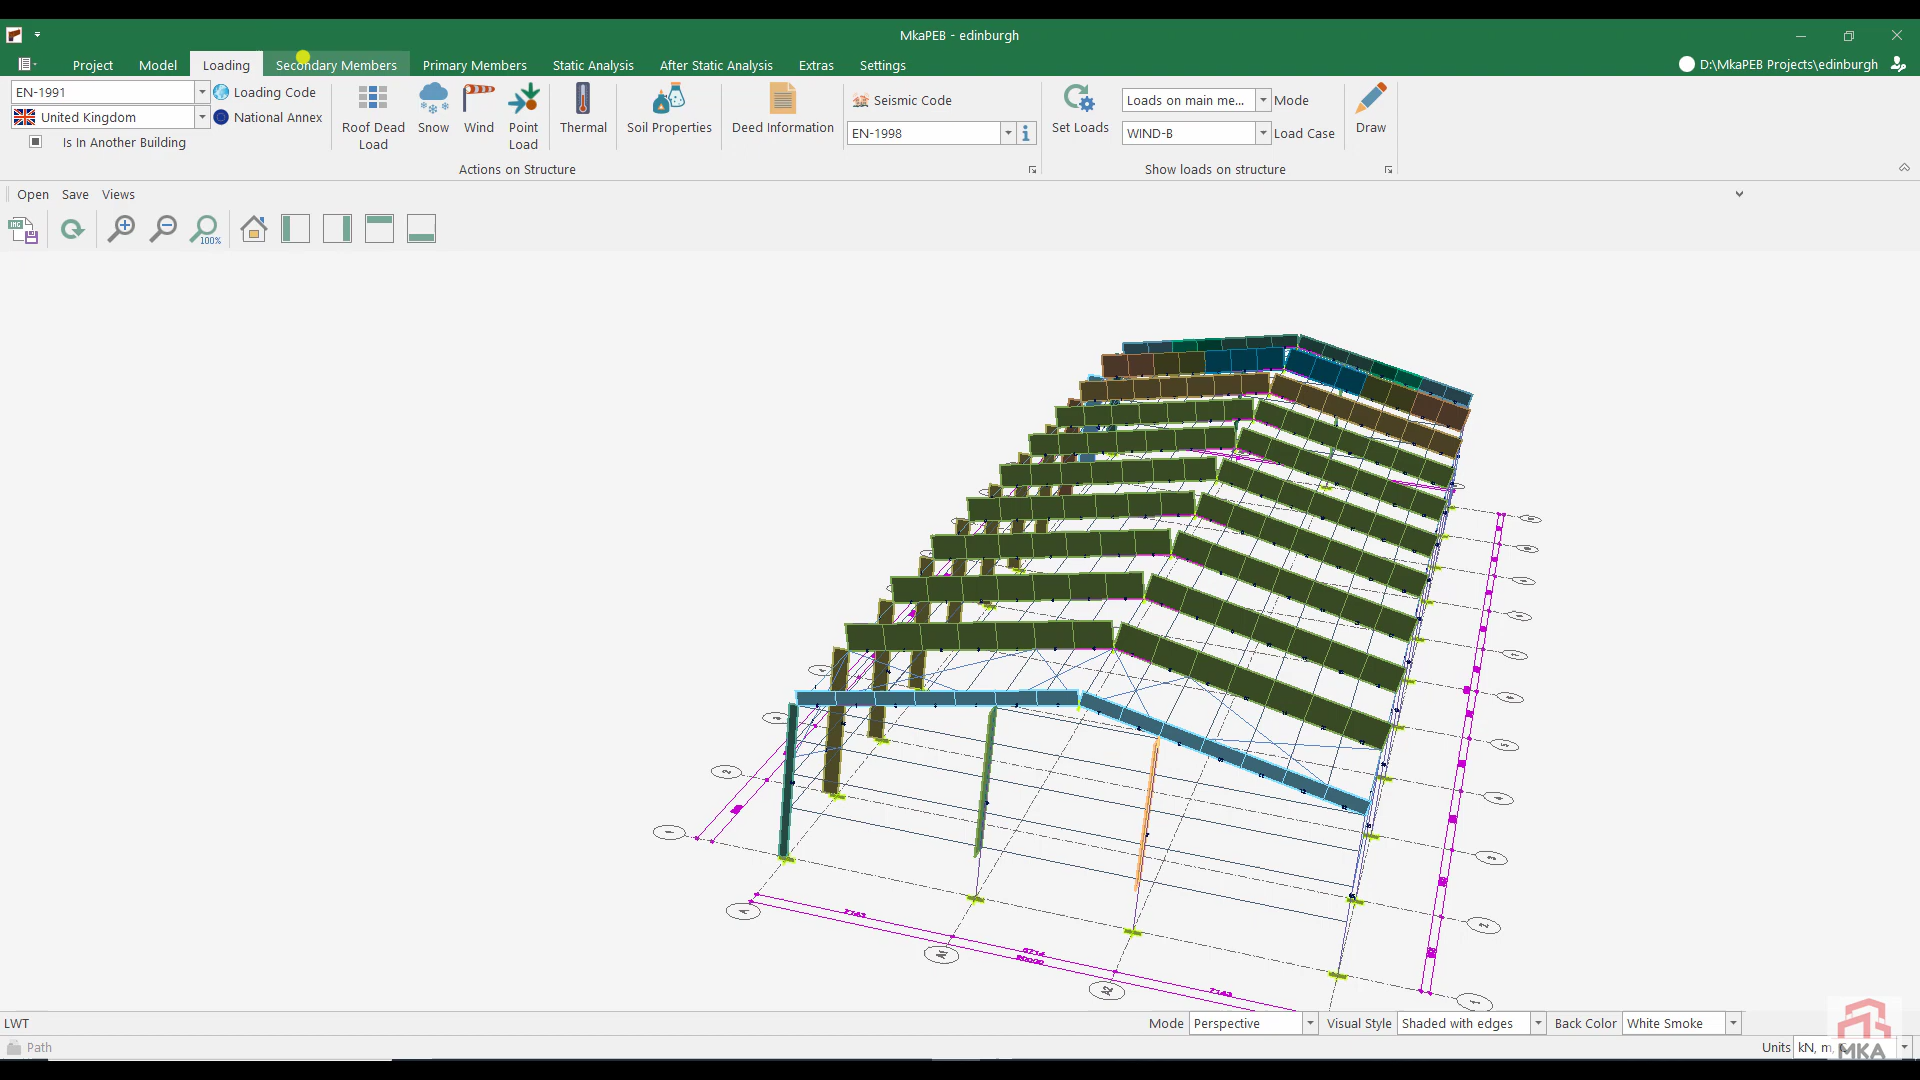 MkaPEB - edinburgh
Project Model Loading Secondary Members Primary Members Static Analysis After Static Analysis Extras Settings D:\MkaPEB Projects\edinburgh
EN-1991 Loading Code
United Kingdom National Annex
Is In Another Building
Roof Dead Load
Snow
Wind
Point Load
Thermal
Soil Properties
Deed Information
Seismic Code
EN-1998
Actions on Structure
Set Loads
Loads on main me... Mode
WIND-B Load Case
Draw
Show loads on structure
Open Save Views
100%
LWT
Mode Perspective Visual Style Shaded with edges Back Color White Smoke
Path
Units kN, m,
MKA